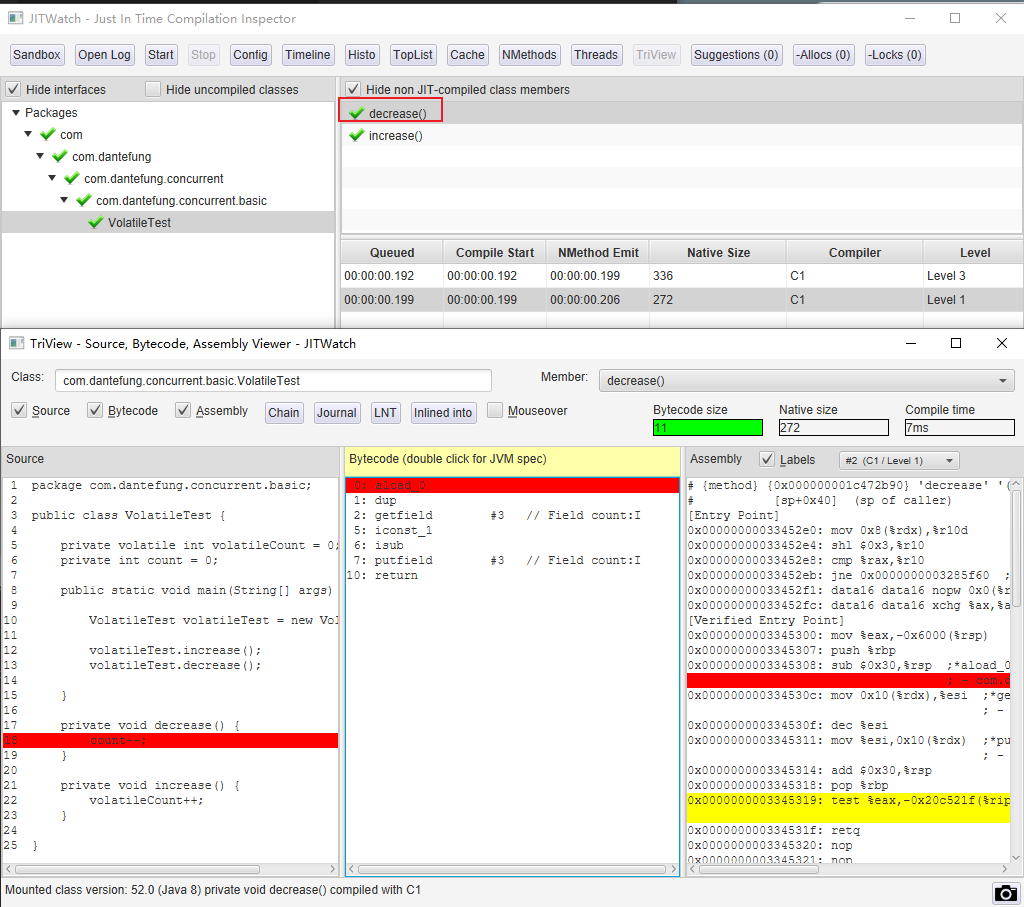 JITWatch - Just In Time Compilation Inspector
Sandbox Open Log Start Stop Config Timeline Histo TopList Cache NMethods Threads TriView Suggestions (0) -Allocs (0) -Locks (0)
Hide interfaces Hide uncompiled classes
Packages
com
com.dantefung
com.dantefung.concurrent
com.dantefung.concurrent.basic
VolatileTest
Hide non JIT-compiled class members
decrease()
increase()
Queued Compile Start NMethod Emit Native Size Compiler Level
00:00:00.192 00:00:00.192 00:00:00.199 336 C1 Level 3
00:00:00.199 00:00:00.199 00:00:00.206 272 C1 Level 1
TriView - Source, Bytecode, Assembly Viewer - JITWatch
Class: com.dantefung.concurrent.basic.VolatileTest Member: decrease()
Source Bytecode Assembly Chain Journal LNT Inlined into Mouseover
Bytecode size Native size Compile time
11 272 7ms
Source
1 package com.dantefung.concurrent.basic;
2
3 public class VolatileTest {
4
5 private volatile int volatileCount = 0;
6 private int count = 0;
7
8 public static void main(String[] args)
9
10 VolatileTest volatileTest = new Vol
11
12 volatileTest.increase();
13 volatileTest.decrease();
14
15 }
16
17 private void decrease() {
18 count--;
19 }
20
21 private void increase() {
22 volatileCount++;
23 }
24
25 }
Bytecode (double click for JVM spec)
0: aload_0
1: dup
2: getfield #3 // Field count:I
5: iconst_1
6: isub
7: putfield #3 // Field count:I
10: return
Assembly Labels #2 (C1 / Level 1)
# {method} {0x000000001c472b90} 'decrease' '(
# [sp+0x40] (sp of caller)
[Entry Point]
0x00000000033452e0: mov 0x8(%rdx),%r10d
0x00000000033452e4: shl $0x3,%r10
0x00000000033452e8: cmp %rax,%r10
0x00000000033452eb: jne 0x0000000003285f60 ;
0x00000000033452f1: data16 data16 nopw 0x0(%r
0x00000000033452fc: data16 data16 xchg %ax,%a
[Verified Entry Point]
0x0000000003345300: mov %eax,-0x6000(%rsp)
0x0000000003345307: push %rbp
0x0000000003345308: sub $0x30,%rsp ;*aload_0
; - com.d
0x000000000334530c: mov 0x10(%rdx),%esi ;*ge
; -
0x000000000334530f: dec %esi
0x0000000003345311: mov %esi,0x10(%rdx) ;*pu
; -
0x0000000003345314: add $0x30,%rsp
0x0000000003345318: pop %rbp
0x0000000003345319: test %eax,-0x20c521f(%rip
0x000000000334531f: retq
0x0000000003345320: nop
0x0000000003345321: nop
Mounted class version: 52.0 (Java 8) private void decrease() compiled with C1